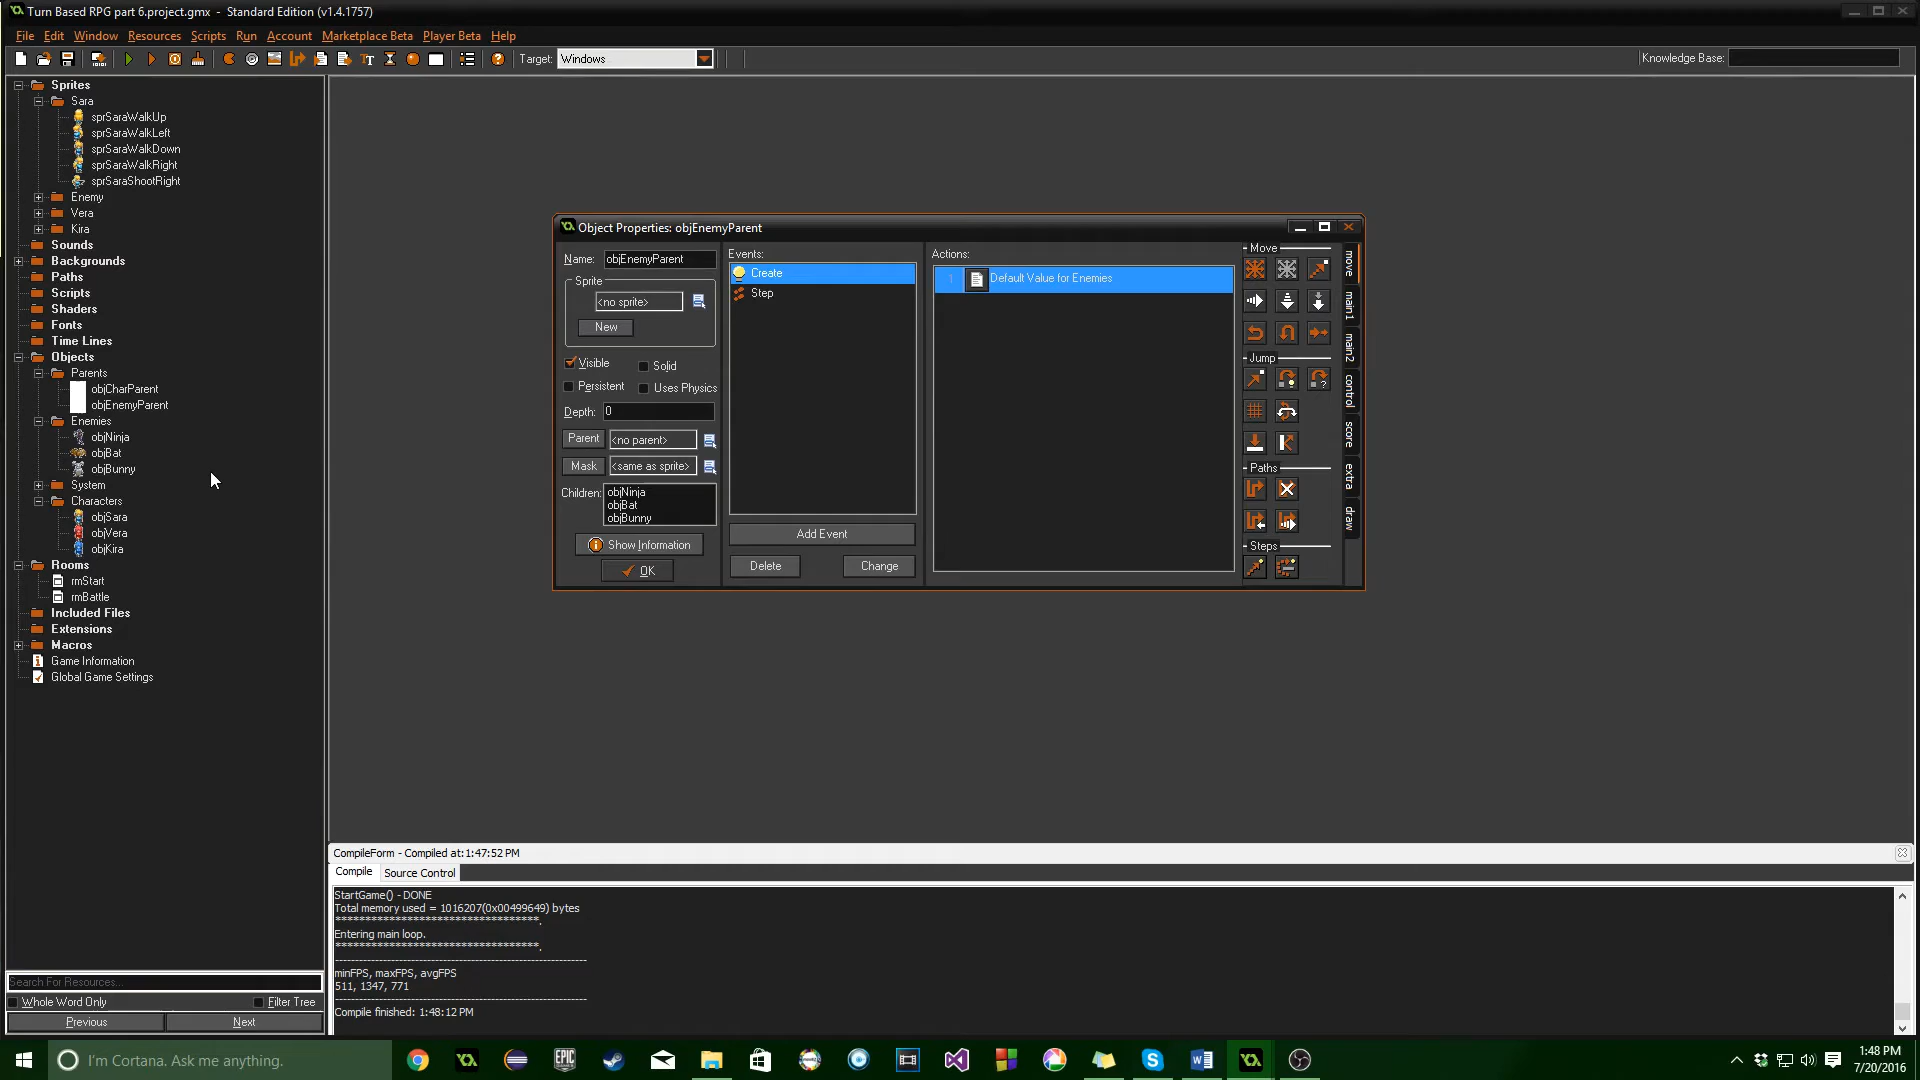 Turn Based RPG part 6.project.gmx - Standard Edition (v1.4.1757)
File Edit Window Resources Scripts Run Account Marketplace Beta Player Beta Help
Target: Windows
Knowledge Base:
Sprites
Sara
sprSaraWalkUp
sprSaraWalkLeft
sprSaraWalkDown
sprSaraWalkRight
sprSaraShootRight
Enemy
Vera
Kira
Sounds
Backgrounds
Paths
Scripts
Shaders
Fonts
Time Lines
Objects
Parents
objCharParent
objEnemyParent
Enemies
objNinja
objBat
objBunny
System
Characters
objSara
objVera
objKira
Rooms
rmStart
rmBattle
Included Files
Extensions
Macros
Game Information
Global Game Settings
Search For Resources...
Whole Word Only
Filter Tree
Previous
Next
Object Properties: objEnemyParent
Name: objEnemyParent
Sprite
<no sprite>
New
Visible
Solid
Persistent
Uses Physics
Depth: 0
Parent <no parent>
Mask <same as sprite>
Children: objNinja
objBat
objBunny
Show Information
OK
Events:
Create
Step
Add Event
Delete
Change
Actions:
1 Default Value for Enemies
Move
Jump
Paths
Steps
move
main1
main2
control
score
extra
draw
CompileForm - Compiled at:1:47:52 PM
Compile
Source Control
StartGame() - DONE
Total memory used = 1016207(0x00499649) bytes
***********************************.
Entering main loop.
***********************************.
minFPS, maxFPS, avgFPS
511, 1347, 771
Compile finished: 1:48:12 PM
I'm Cortana. Ask me anything.
EPIC GAMES
1:48 PM
7/20/2016